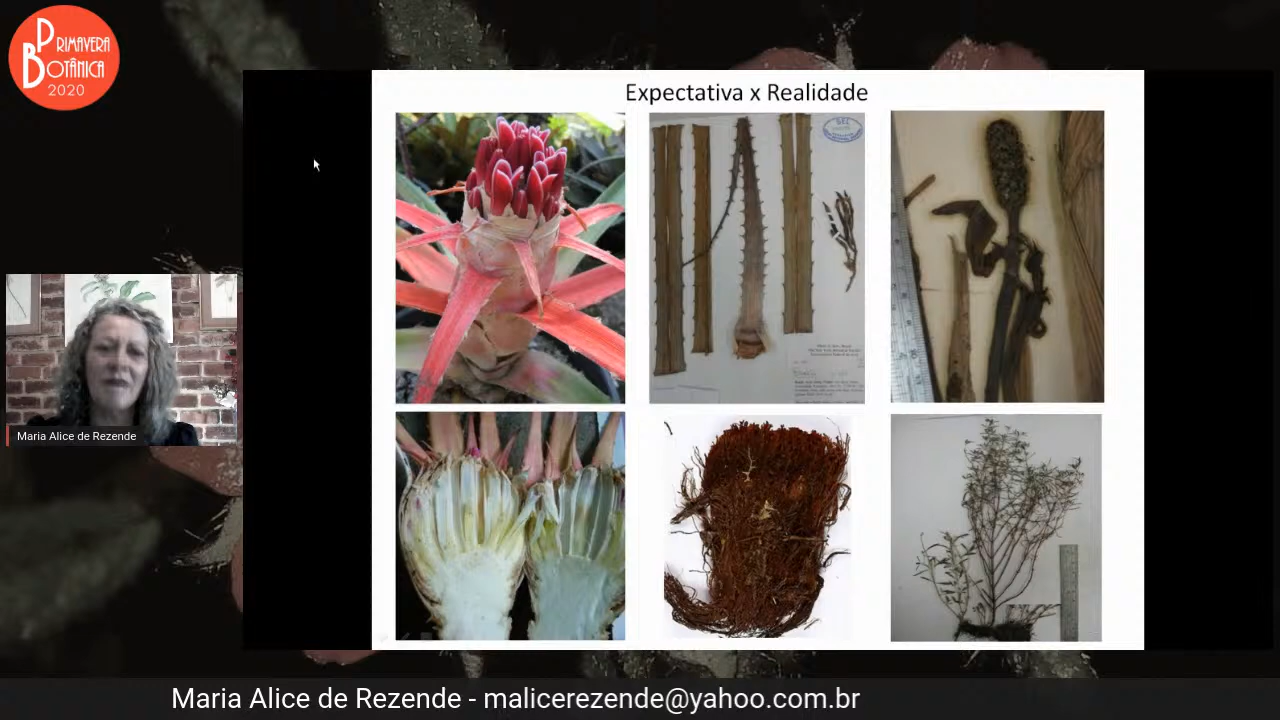 PRIMAVERA
BOTÂNICA
2020
Expectativa x Realidade
Maria Alice de Rezende
Maria Alice de Rezende - malicerezende@yahoo.com.br